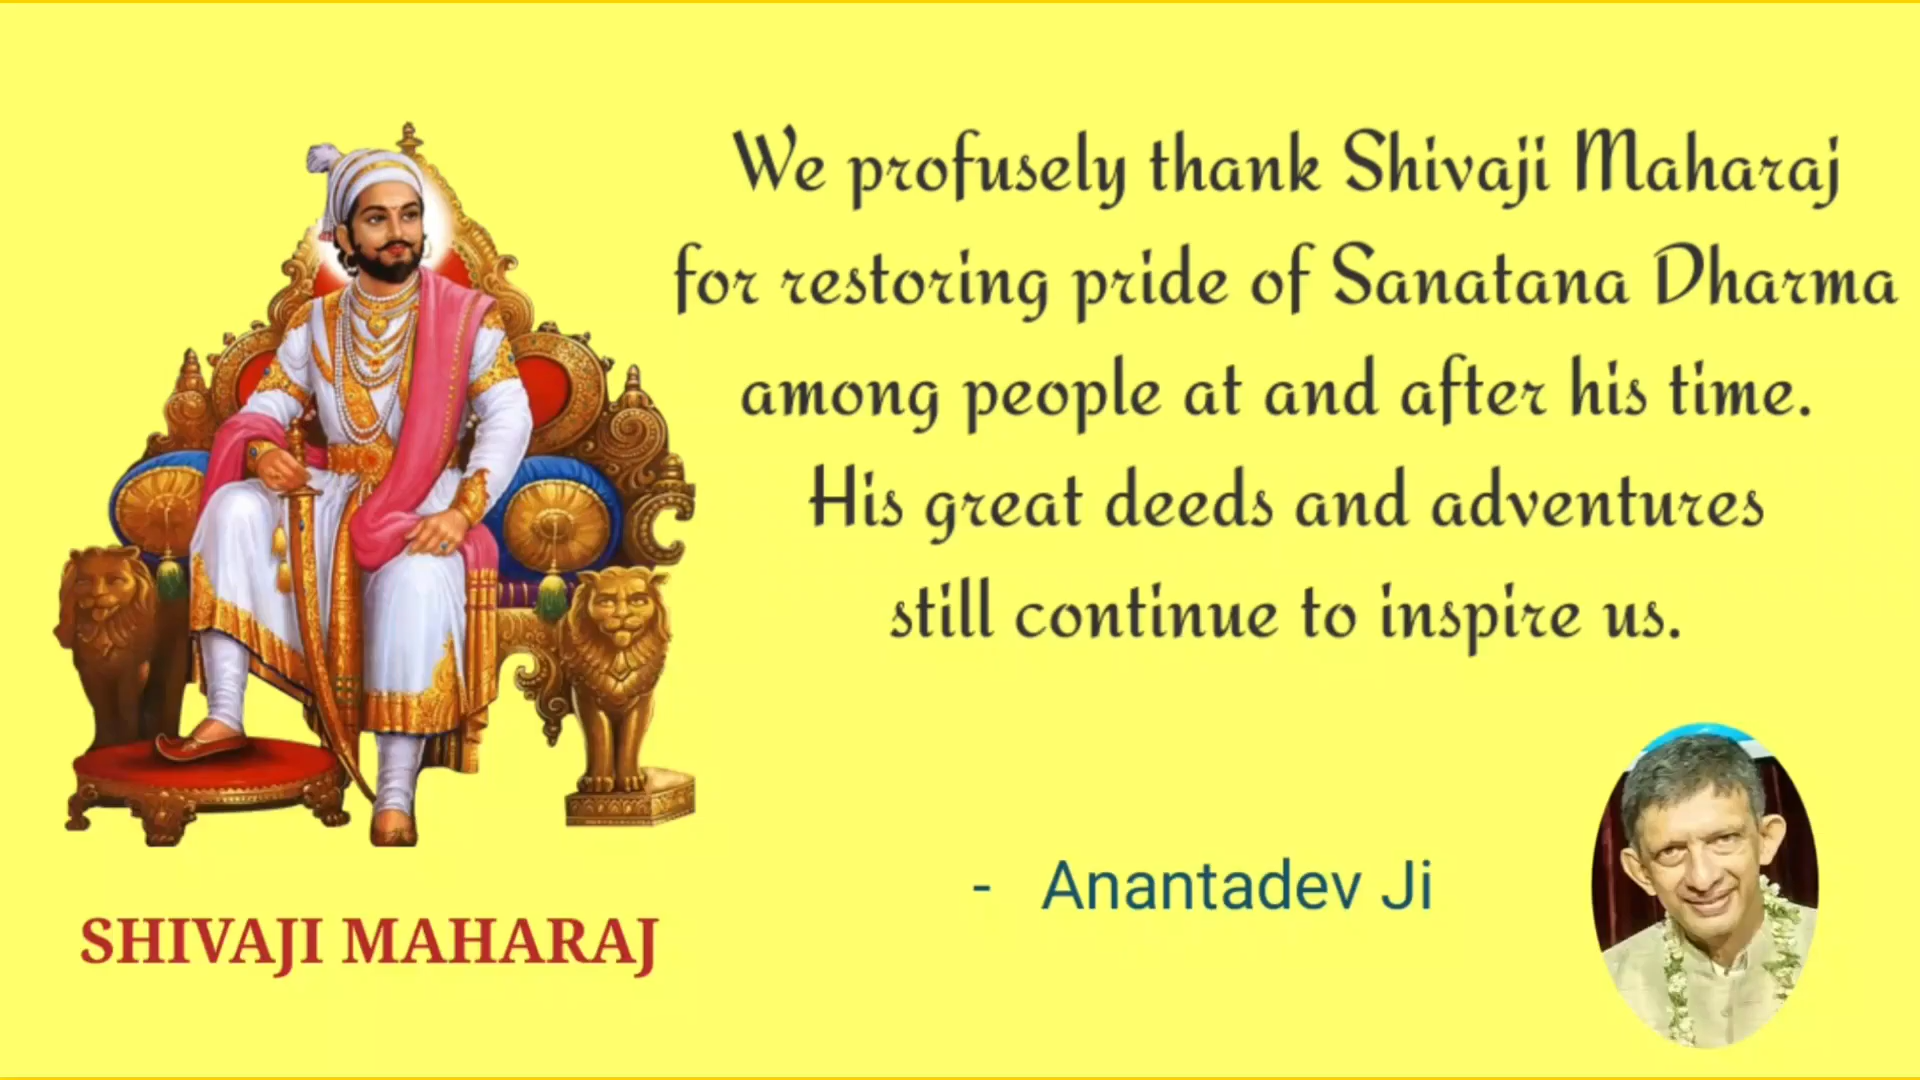 We profusely thank Shivaji Maharaj
for restoring pride of Sanatana Dharma
among people at and after his time.
His great deeds and adventures
still continue to inspire us.
- Anantadev Ji
SHIVAJI MAHARAJ